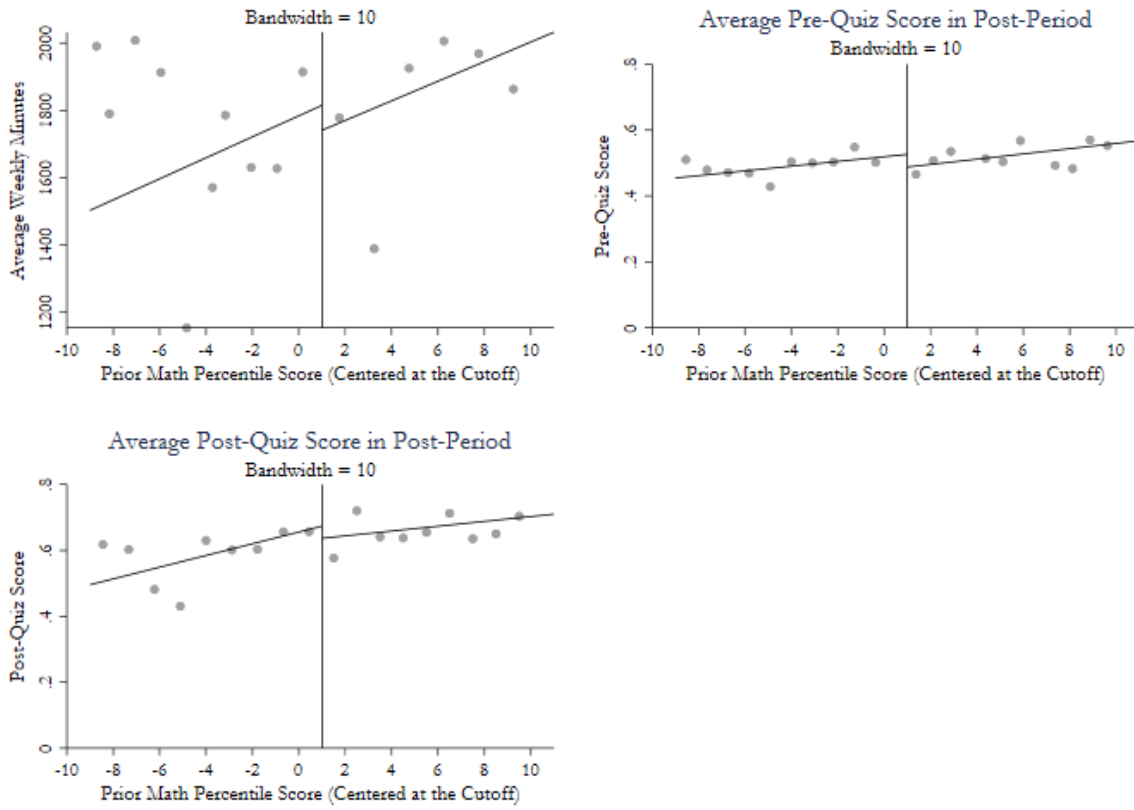 Bandwidth = 10
Average Weekly Minutes
2000
1800
1600
1400
1200
-10 -8 -6 -4 -2 0 2 4 6 8 10
Prior Math Percentile Score (Centered at the Cutoff)
Average Pre-Quiz Score in Post-Period
Bandwidth = 10
Pre-Quiz Score
.8
.6
.4
.2
0
-10 -8 -6 -4 -2 0 2 4 6 8 10
Prior Math Percentile Score (Centered at the Cutoff)
Average Post-Quiz Score in Post-Period
Bandwidth = 10
Post-Quiz Score
.8
.6
.4
.2
0
-10 -8 -6 -4 -2 0 2 4 6 8 10
Prior Math Percentile Score (Centered at the Cutoff)